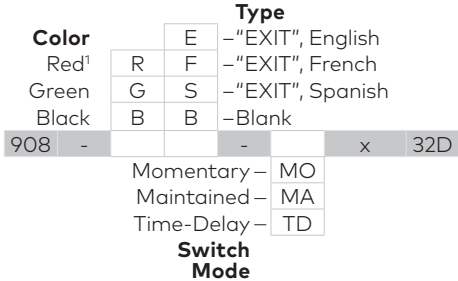 Type
Color E –"EXIT", English
Red¹ R F –"EXIT", French
Green G S –"EXIT", Spanish
Black B B –Blank
908 - - x 32D
Momentary – MO
Maintained – MA
Time-Delay – TD
Switch
Mode